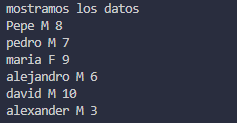 mostramos los datos
Pepe M 8
pedro M 7
maria F 9
alejandro M 6
david M 10
alexander M 3